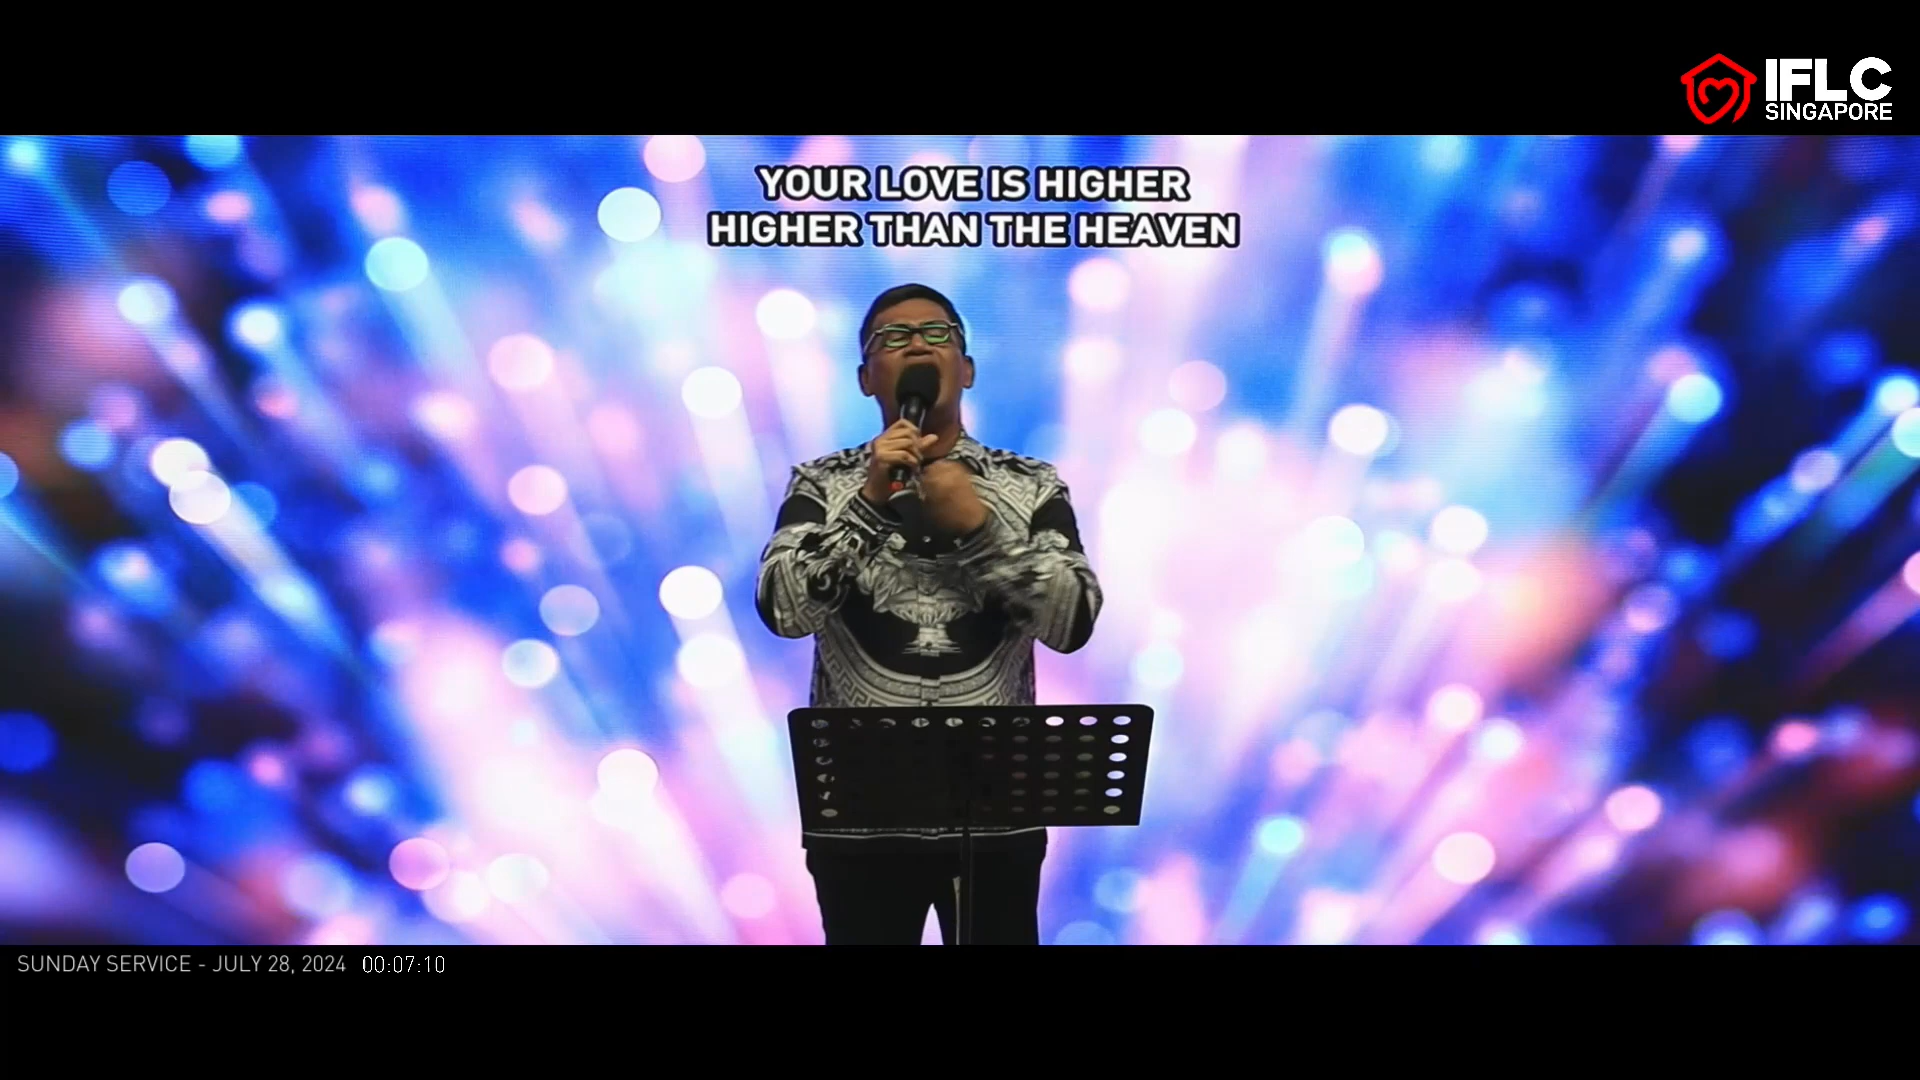 IFLC
SINGAPORE
YOUR LOVE IS HIGHER
HIGHER THAN THE HEAVEN
SUNDAY SERVICE - JULY 28, 2024 00:07:10